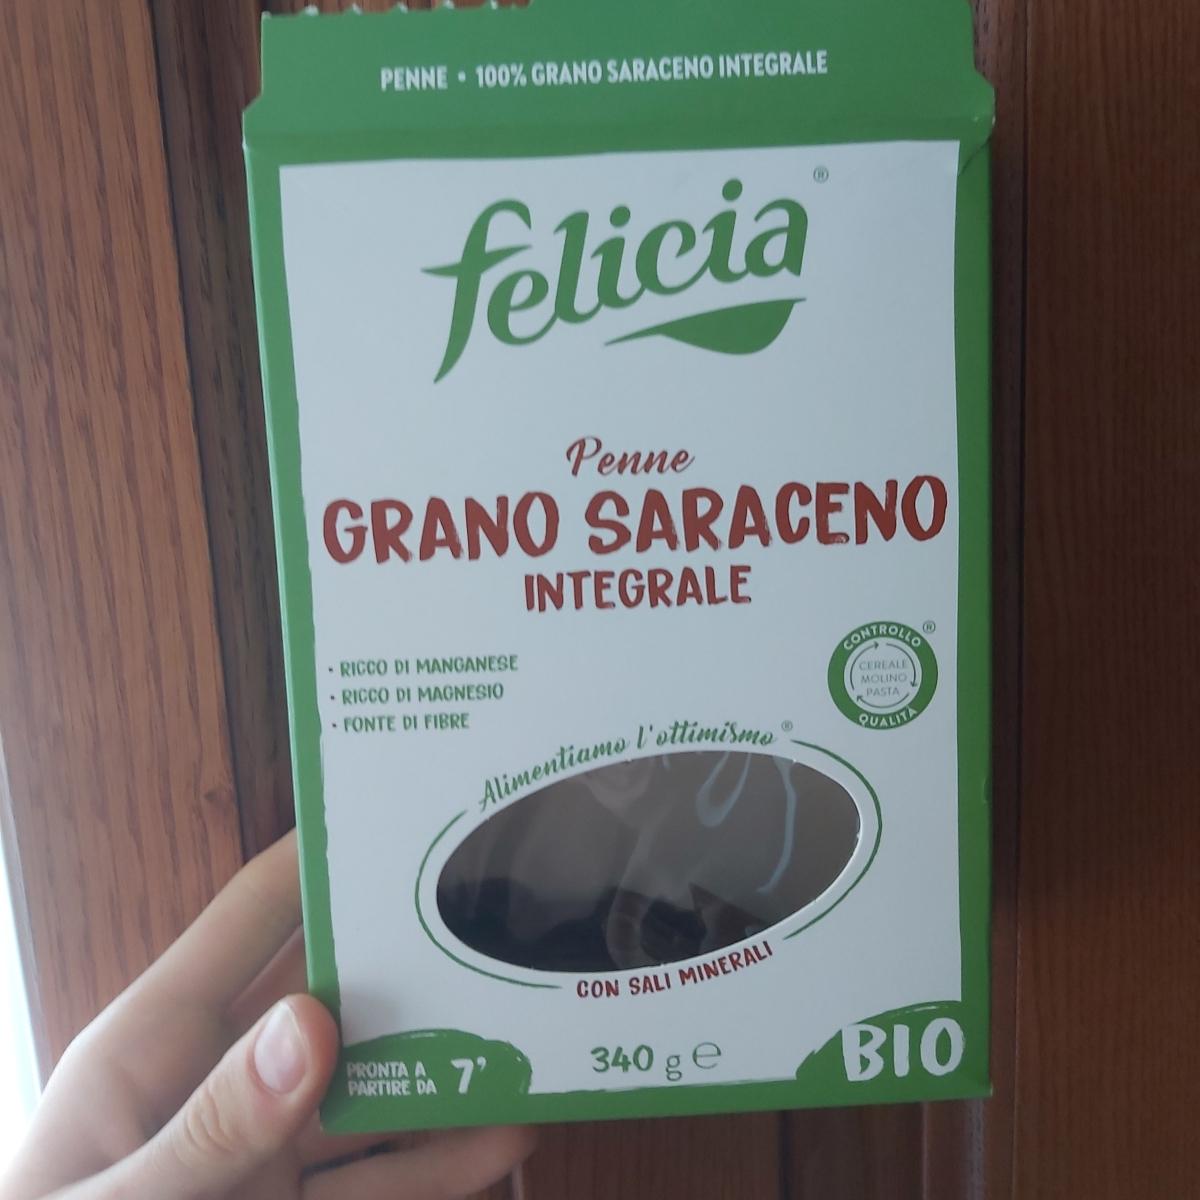 PENNE • 100% GRANO SARACENO INTEGRALE
felicia®
Penne
GRANO SARACENO
INTEGRALE
• RICCO DI MANGANESE
• RICCO DI MAGNESIO
• FONTE DI FIBRE
CONTROLLO ®
CEREALE
MOLINO
PASTA
QUALITÀ
Alimentiamo l'ottimismo®
CON SALI MINERALI
PRONTA A
PARTIRE DA 7'
340 g ℮
BIO